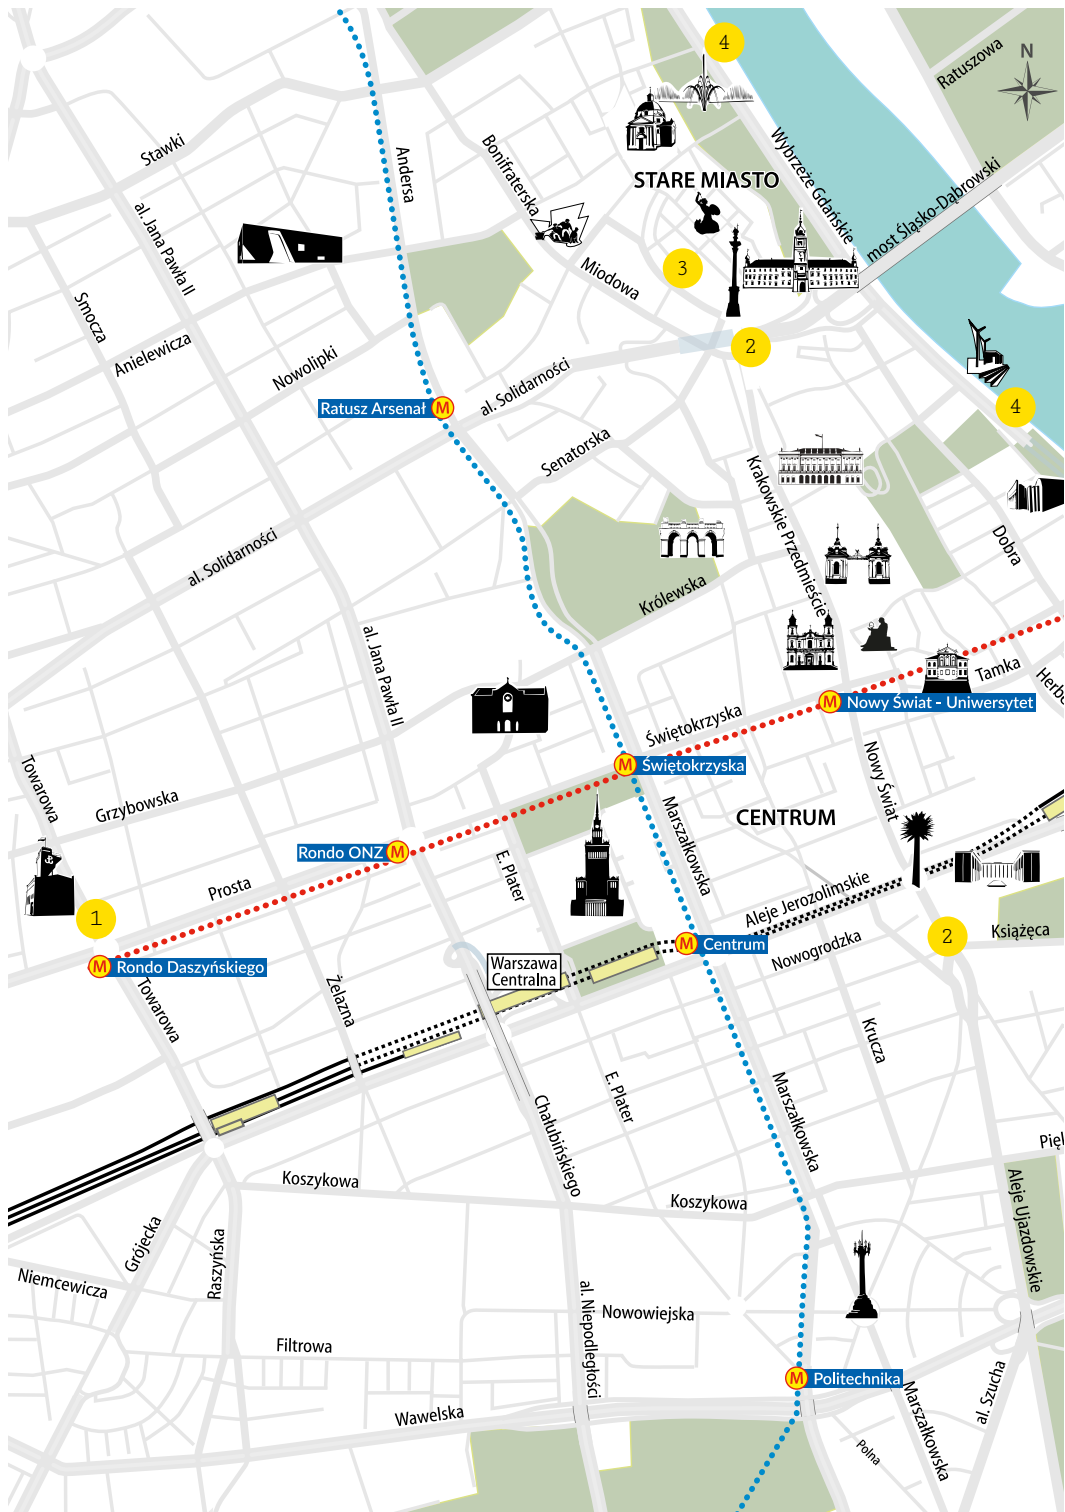 4
N
Ratuszowa
Stawki
Andersa
Bonifraterska
Wybrzeże Gdańskie
STARE MIASTO
most Śląsko-Dąbrowski
al. Jana Pawła II
Miodowa
3
Smocza
Anielewicza
Nowolipki
2
al. Solidarności
Ratusz Arsenał M
4
Senatorska
Krakowskie Przedmieście
al. Solidarności
Dobra
Królewska
al. Jana Pawła II
Tamka
M Nowy Świat - Uniwersytet
Świętokrzyska
M Świętokrzyska
Nowy Świat
Towarowa
Grzybowska
Marszałkowska
CENTRUM
Rondo ONZ M
E. Plater
Prosta
Aleje Jerozolimskie
1
2
Książęca
M Centrum
Nowogrodzka
M Rondo Daszyńskiego
Warszawa
Centralna
Towarowa
Żelazna
Krucza
E. Plater
Marszałkowska
Chałubińskiego
Koszykowa
Koszykowa
Aleje Ujazdowskie
Grójecka
Raszyńska
Niemcewicza
al. Niepodległości
Nowowiejska
Filtrowa
M Politechnika
al. Szucha
Marszałkowska
Wawelska
Polna